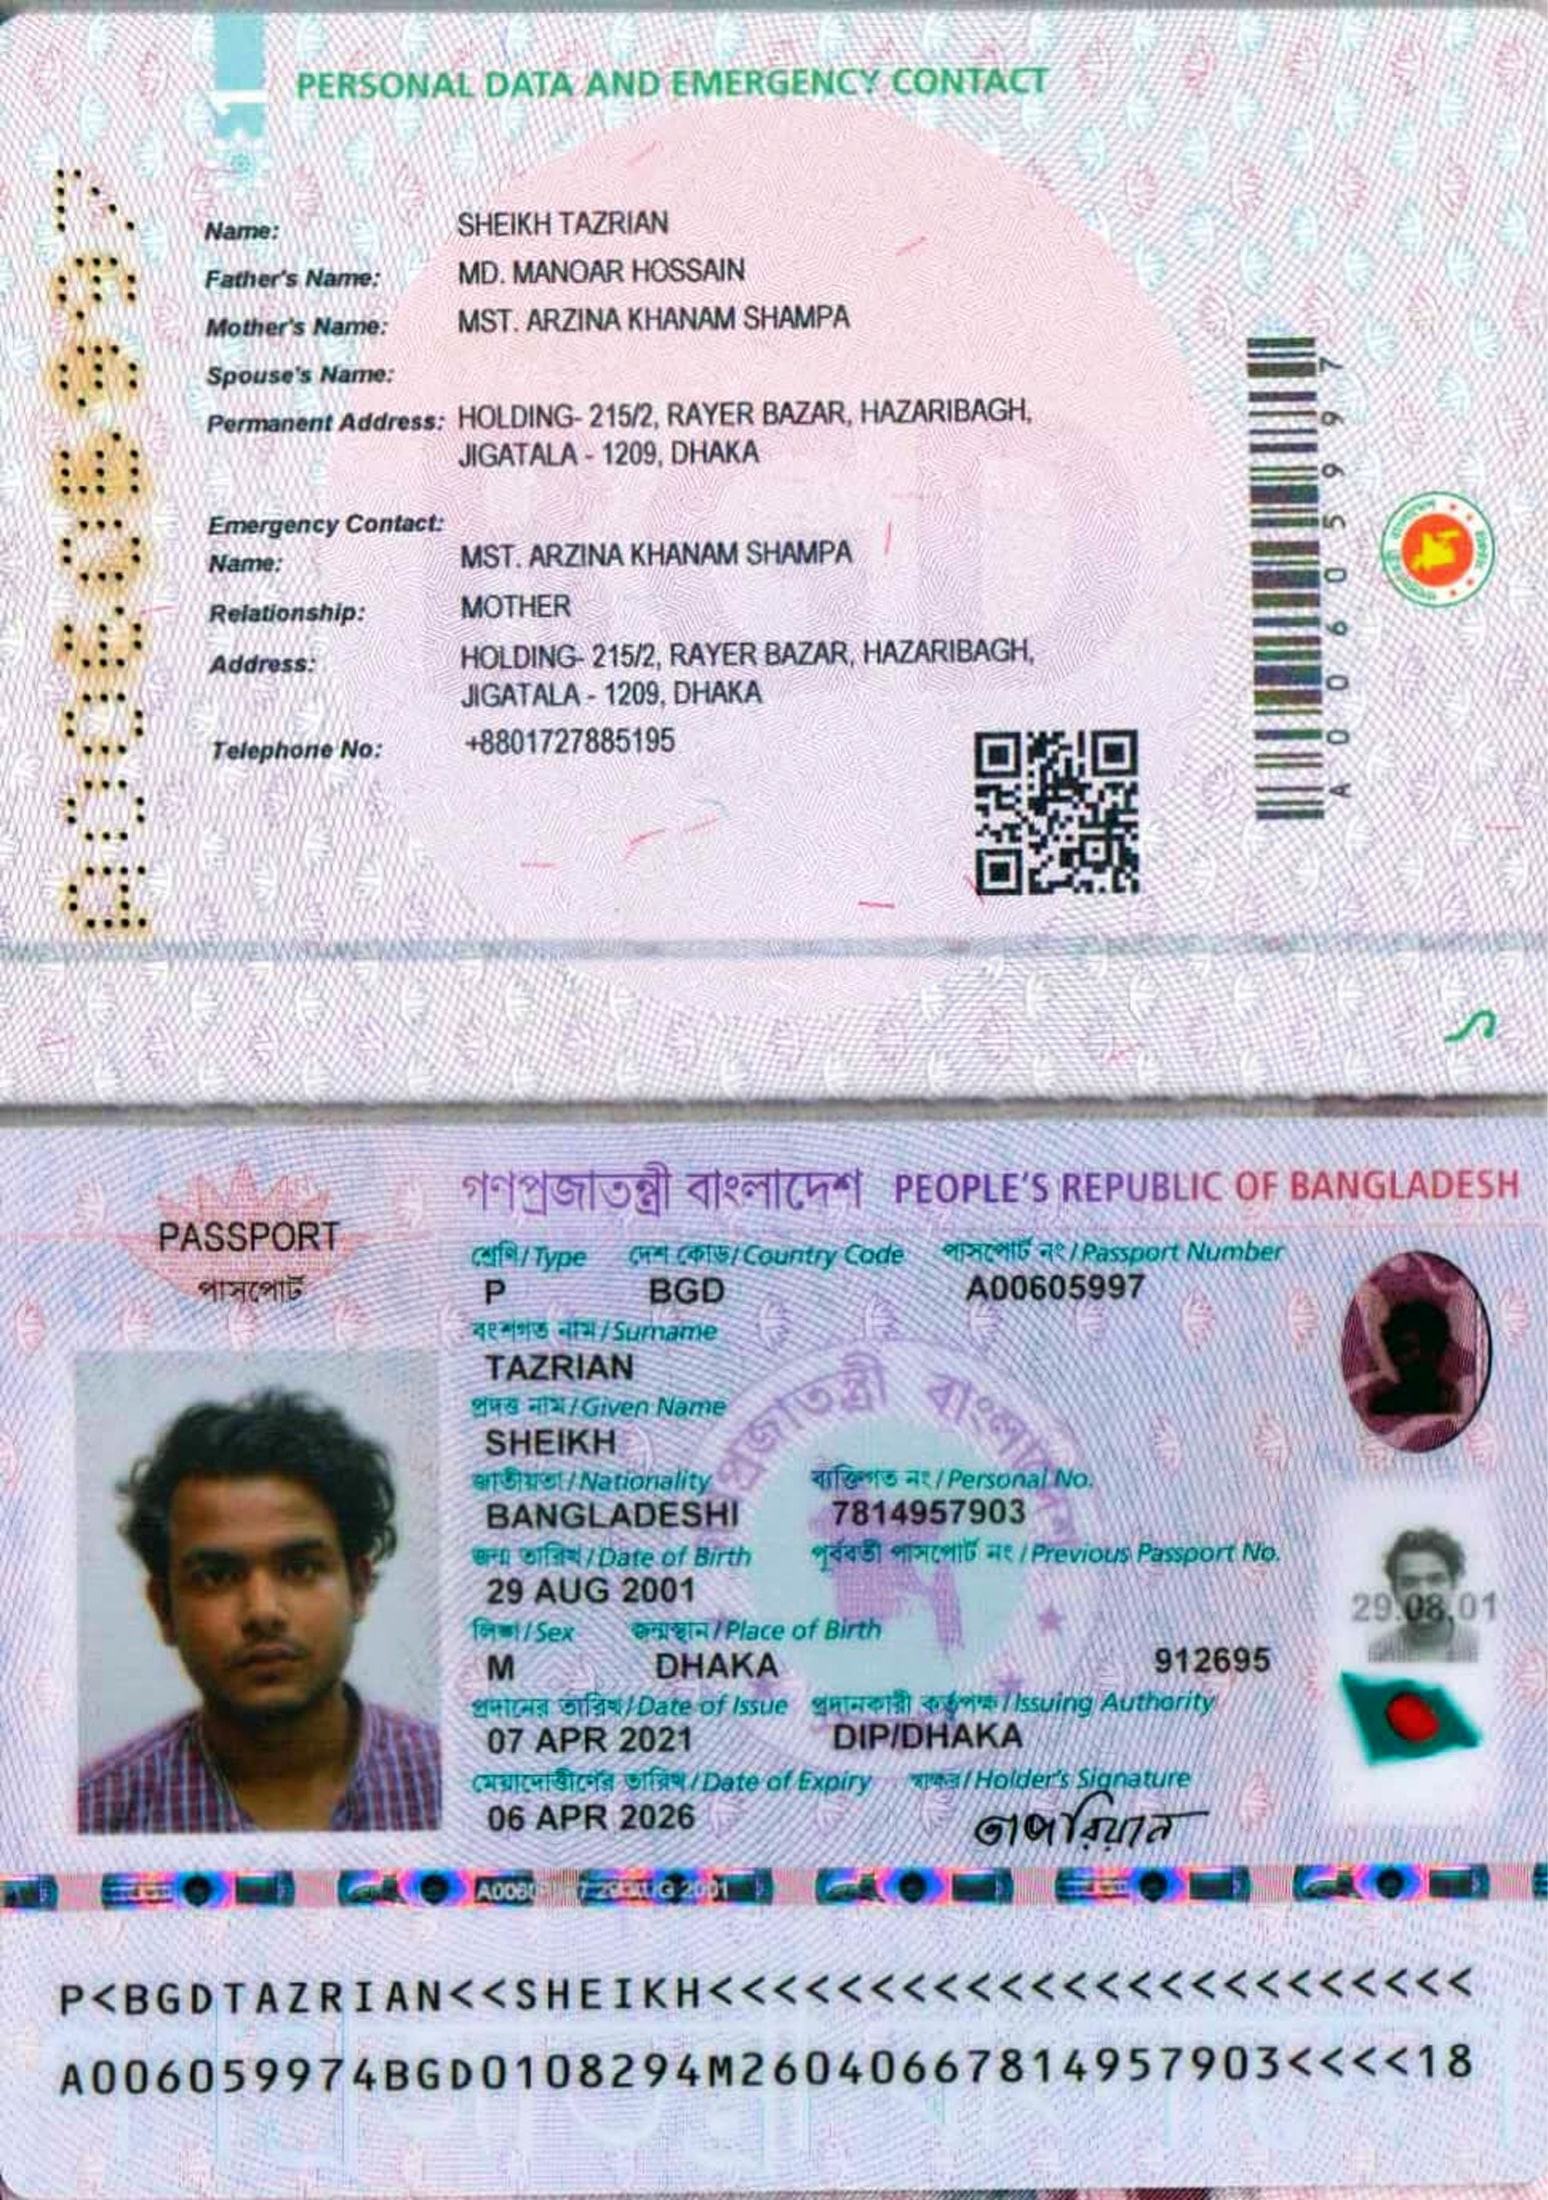 1
PERSONAL DATA AND EMERGENCY CONTACT
A00605997
Name: SHEIKH TAZRIAN
Father's Name: MD. MANOAR HOSSAIN
Mother's Name: MST. ARZINA KHANAM SHAMPA
Spouse's Name:
Permanent Address: HOLDING- 215/2, RAYER BAZAR, HAZARIBAGH,
JIGATALA - 1209, DHAKA
Emergency Contact:
Name: MST. ARZINA KHANAM SHAMPA
Relationship: MOTHER
Address: HOLDING- 215/2, RAYER BAZAR, HAZARIBAGH,
JIGATALA - 1209, DHAKA
Telephone No: +8801727885195
A00605997
গণপ্রজাতন্ত্রী বাংলাদেশ PEOPLE'S REPUBLIC OF BANGLADESH
PASSPORT
পাসপোর্ট
শ্রেণি/Type দেশ কোড/Country Code পাসপোর্ট নং/Passport Number
P BGD A00605997
বংশগত নাম/Surname
TAZRIAN
প্রদত্ত নাম/Given Name
SHEIKH
জাতীয়তা/Nationality ব্যক্তিগত নং/Personal No.
BANGLADESHI 7814957903
জন্ম তারিখ/Date of Birth পূর্ববর্তী পাসপোর্ট নং/Previous Passport No.
29 AUG 2001
29.08.01
লিঙ্গ/Sex জন্মস্থান/Place of Birth
M DHAKA 912695
প্রদানের তারিখ/Date of Issue প্রদানকারী কর্তৃপক্ষ/Issuing Authority
07 APR 2021 DIP/DHAKA
মেয়াদোত্তীর্ণের তারিখ/Date of Expiry স্বাক্ষর/Holder's Signature
06 APR 2026 তাজরিয়ান
P<BGDTAZRIAN<<SHEIKH<<<<<<<<<<<<<<<<<<<<<<<<
A006059974BGD0108294M26040667814957903<<<<18